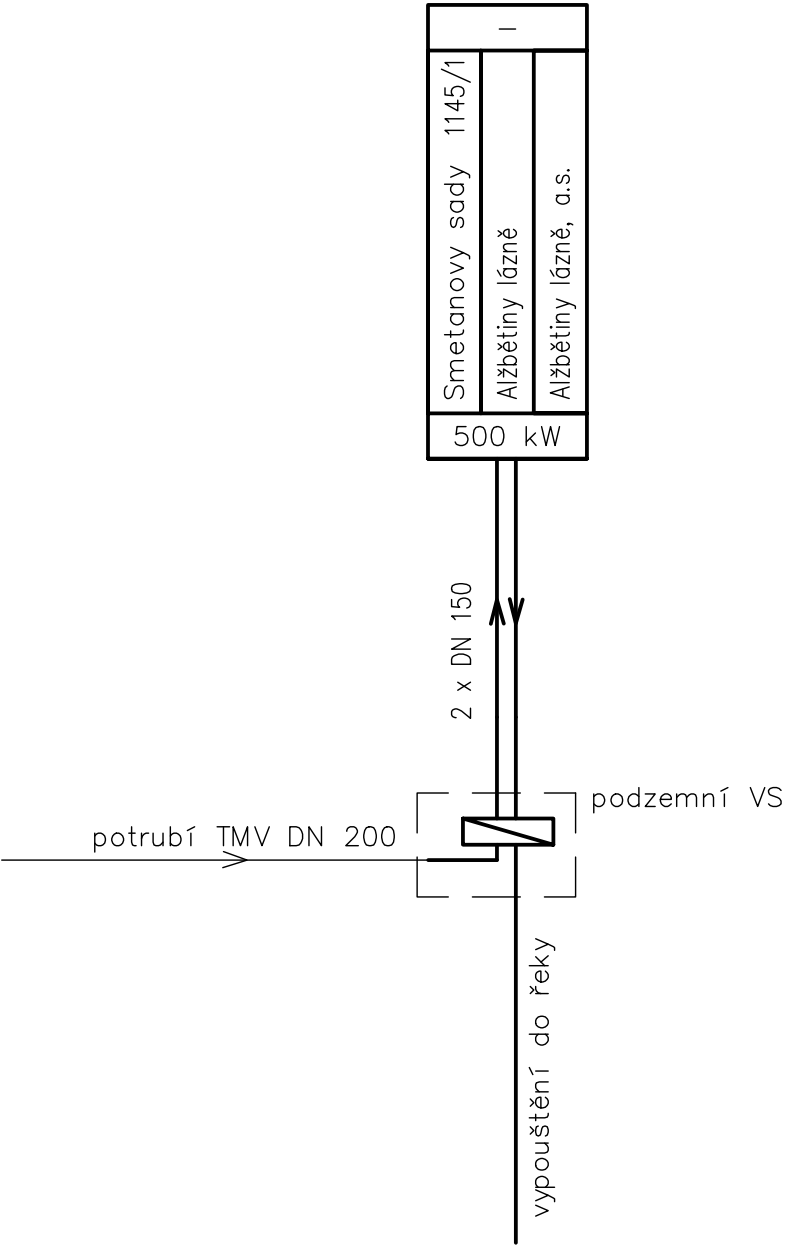 –
Smetanovy sady 1145/1
Alžbětiny lázně
Alžbětiny lázně, a.s.
500 kW
2 x DN 150
podzemní VS
potrubí TMV DN 200
vypouštění do řeky